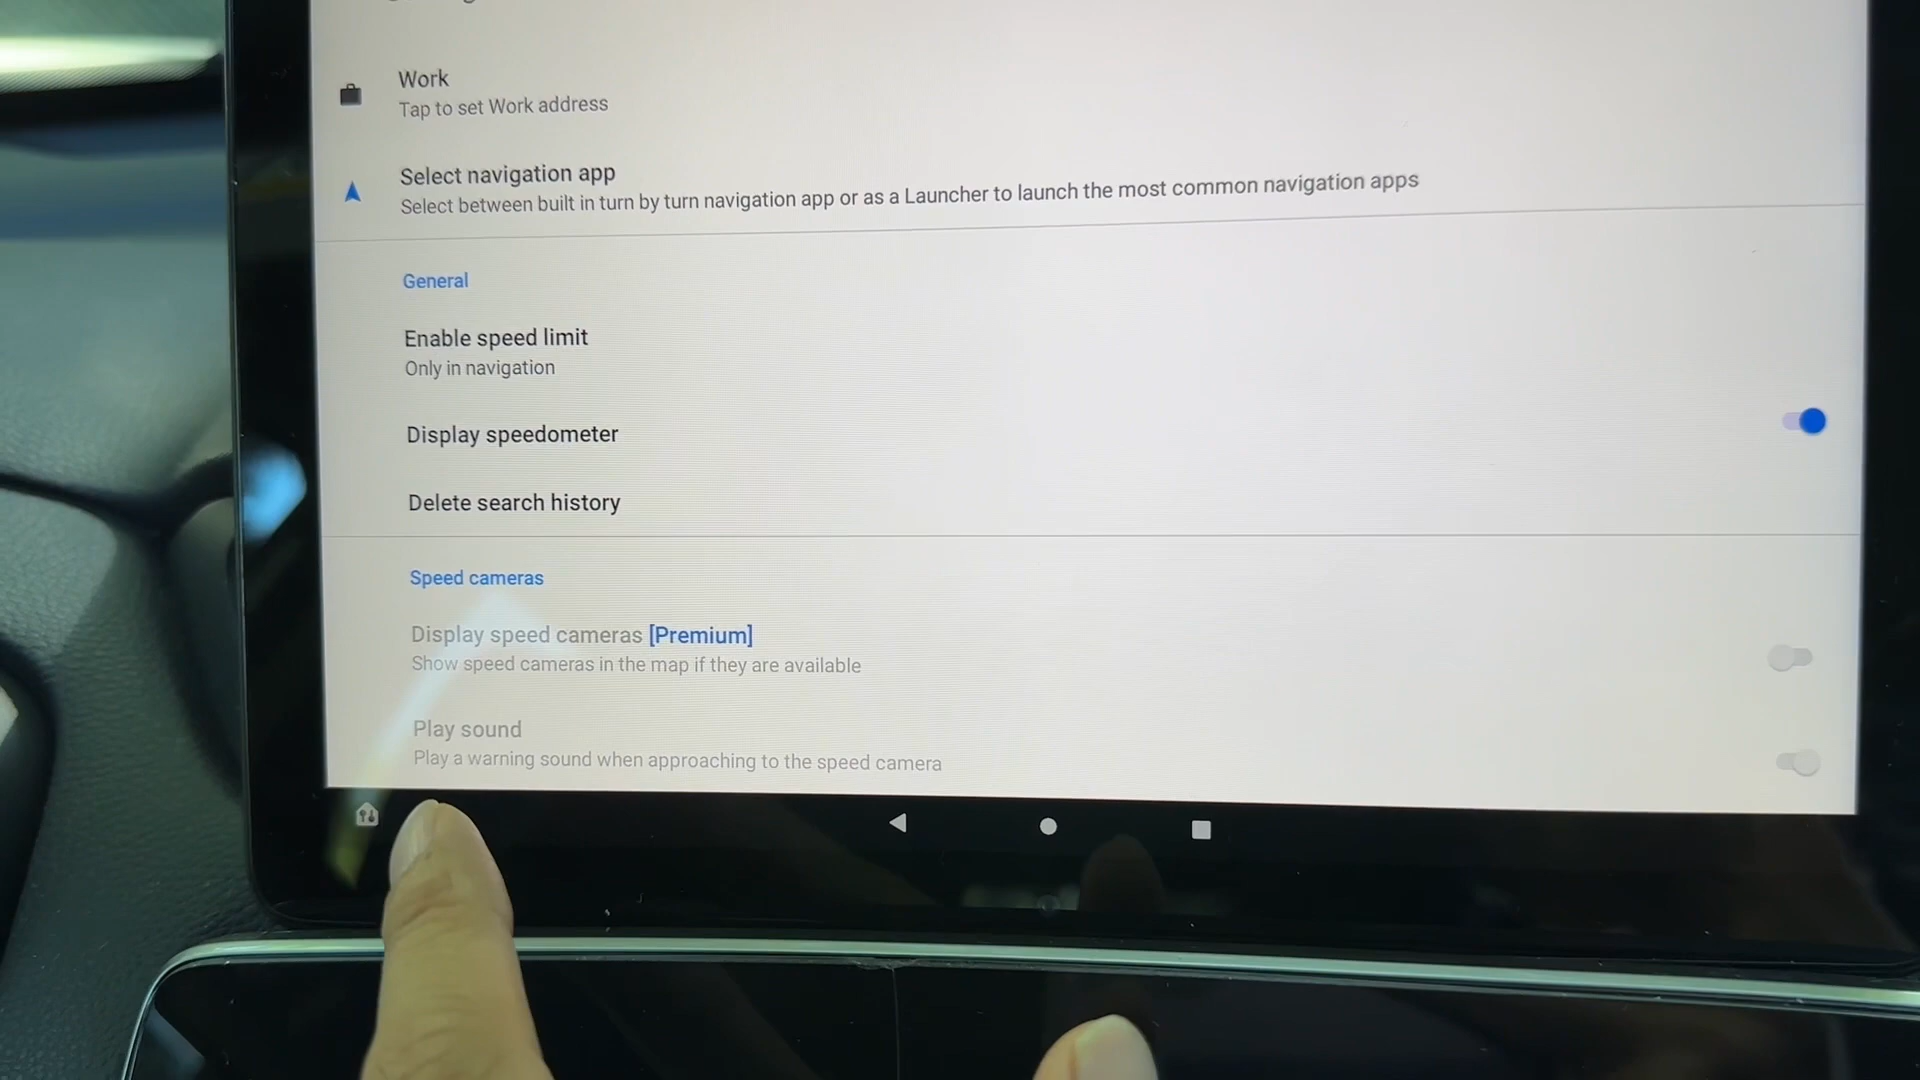 Work
Tap to set Work address
Select navigation app
Select between built in turn by turn navigation app or as a Launcher to launch the most common navigation apps
General
Enable speed limit
Only in navigation
Display speedometer
Delete search history
Speed cameras
Display speed cameras [Premium]
Show speed cameras in the map if they are available
Play sound
Play a warning sound when approaching to the speed camera